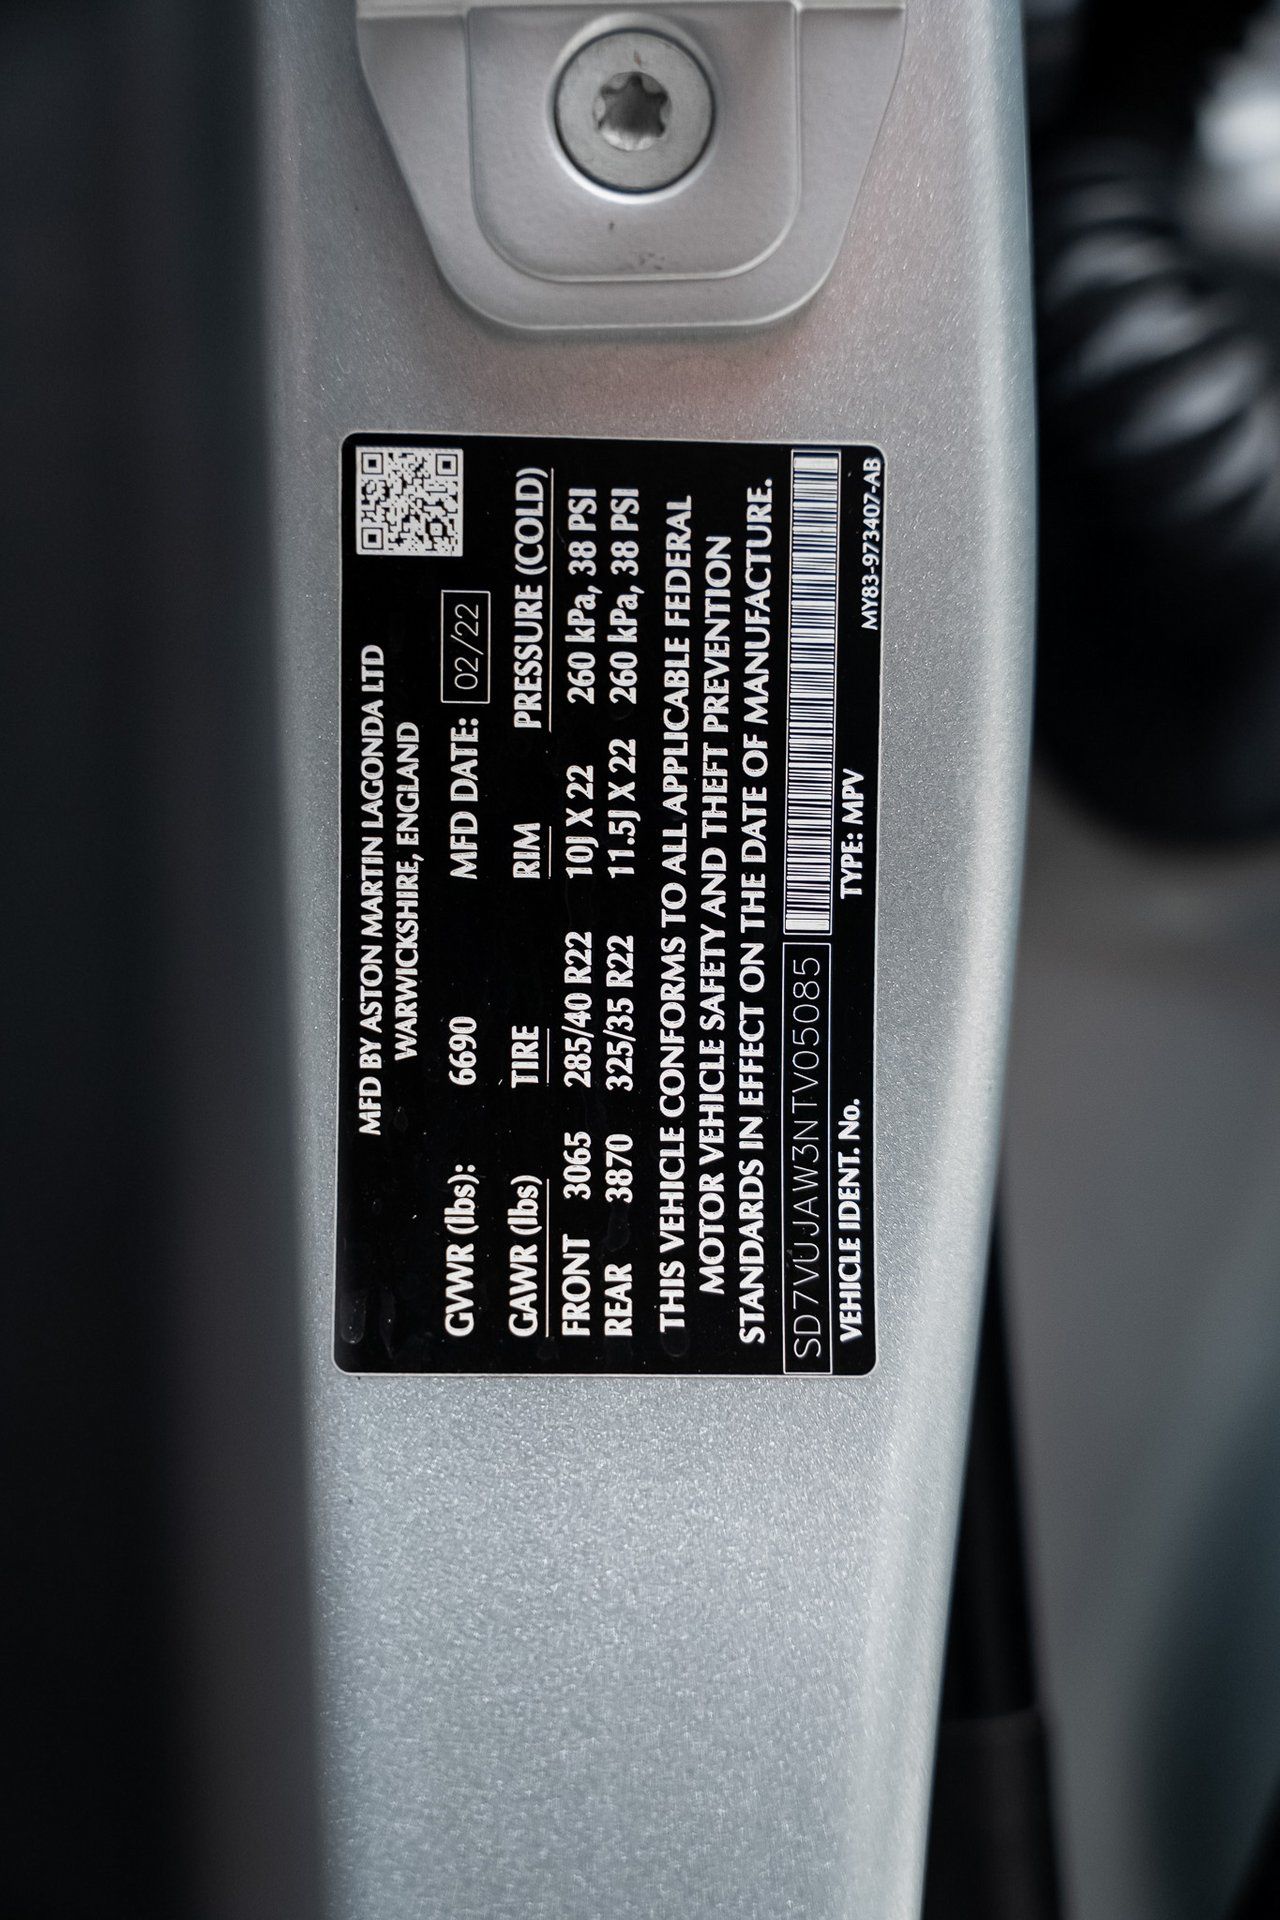 MFD BY ASTON MARTIN LAGONDA LTD
WARWICKSHIRE, ENGLAND
GVWR (lbs): 6690 MFD DATE: 02/22
GAWR (lbs) TIRE RIM PRESSURE (COLD)
FRONT 3065 285/40 R22 10J X 22 260 kPa, 38 PSI
REAR 3870 325/35 R22 11.5J X 22 260 kPa, 38 PSI
THIS VEHICLE CONFORMS TO ALL APPLICABLE FEDERAL
MOTOR VEHICLE SAFETY AND THEFT PREVENTION
STANDARDS IN EFFECT ON THE DATE OF MANUFACTURE.
SD7VUJAW3NTV05085
VEHICLE IDENT. No. TYPE: MPV MY83-973407-AB